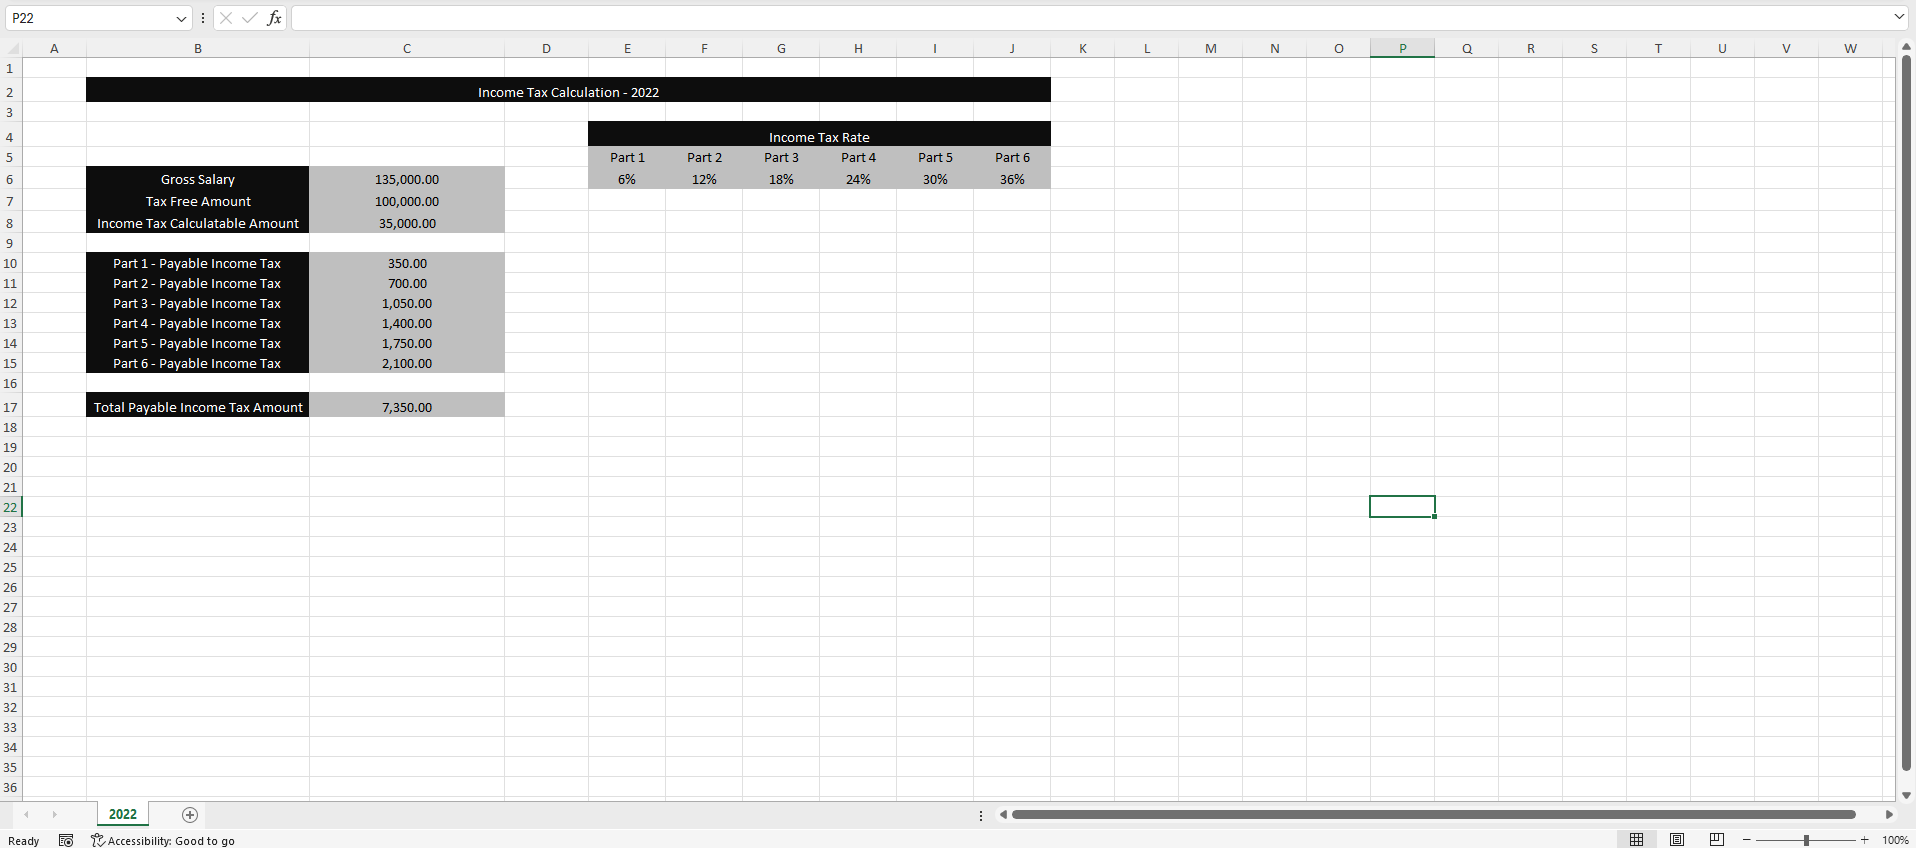 P22 fx
A B C D E F G H I J K L M N O P Q R S T U V W
1
2 Income Tax Calculation - 2022
3
4 Income Tax Rate
5 Part 1 Part 2 Part 3 Part 4 Part 5 Part 6
6 Gross Salary 135,000.00 6% 12% 18% 24% 30% 36%
7 Tax Free Amount 100,000.00
8 Income Tax Calculatable Amount 35,000.00
9
10 Part 1 - Payable Income Tax 350.00
11 Part 2 - Payable Income Tax 700.00
12 Part 3 - Payable Income Tax 1,050.00
13 Part 4 - Payable Income Tax 1,400.00
14 Part 5 - Payable Income Tax 1,750.00
15 Part 6 - Payable Income Tax 2,100.00
16
17 Total Payable Income Tax Amount 7,350.00
18
19
20
21
22
23
24
25
26
27
28
29
30
31
32
33
34
35
36
2022
Ready Accessibility: Good to go 100%